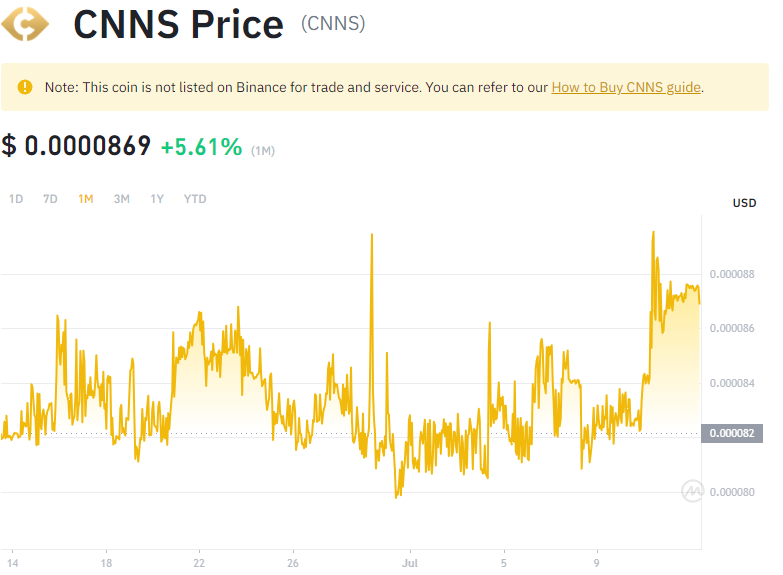 CNNS Price (CNNS)
Note: This coin is not listed on Binance for trade and service. You can refer to our How to Buy CNNS guide.
$ 0.0000869 +5.61% (1M)
1D 7D 1M 3M 1Y YTD
USD
0.000088
0.000086
0.000084
0.000082
0.000080
14 18 22 26 Jul 5 9